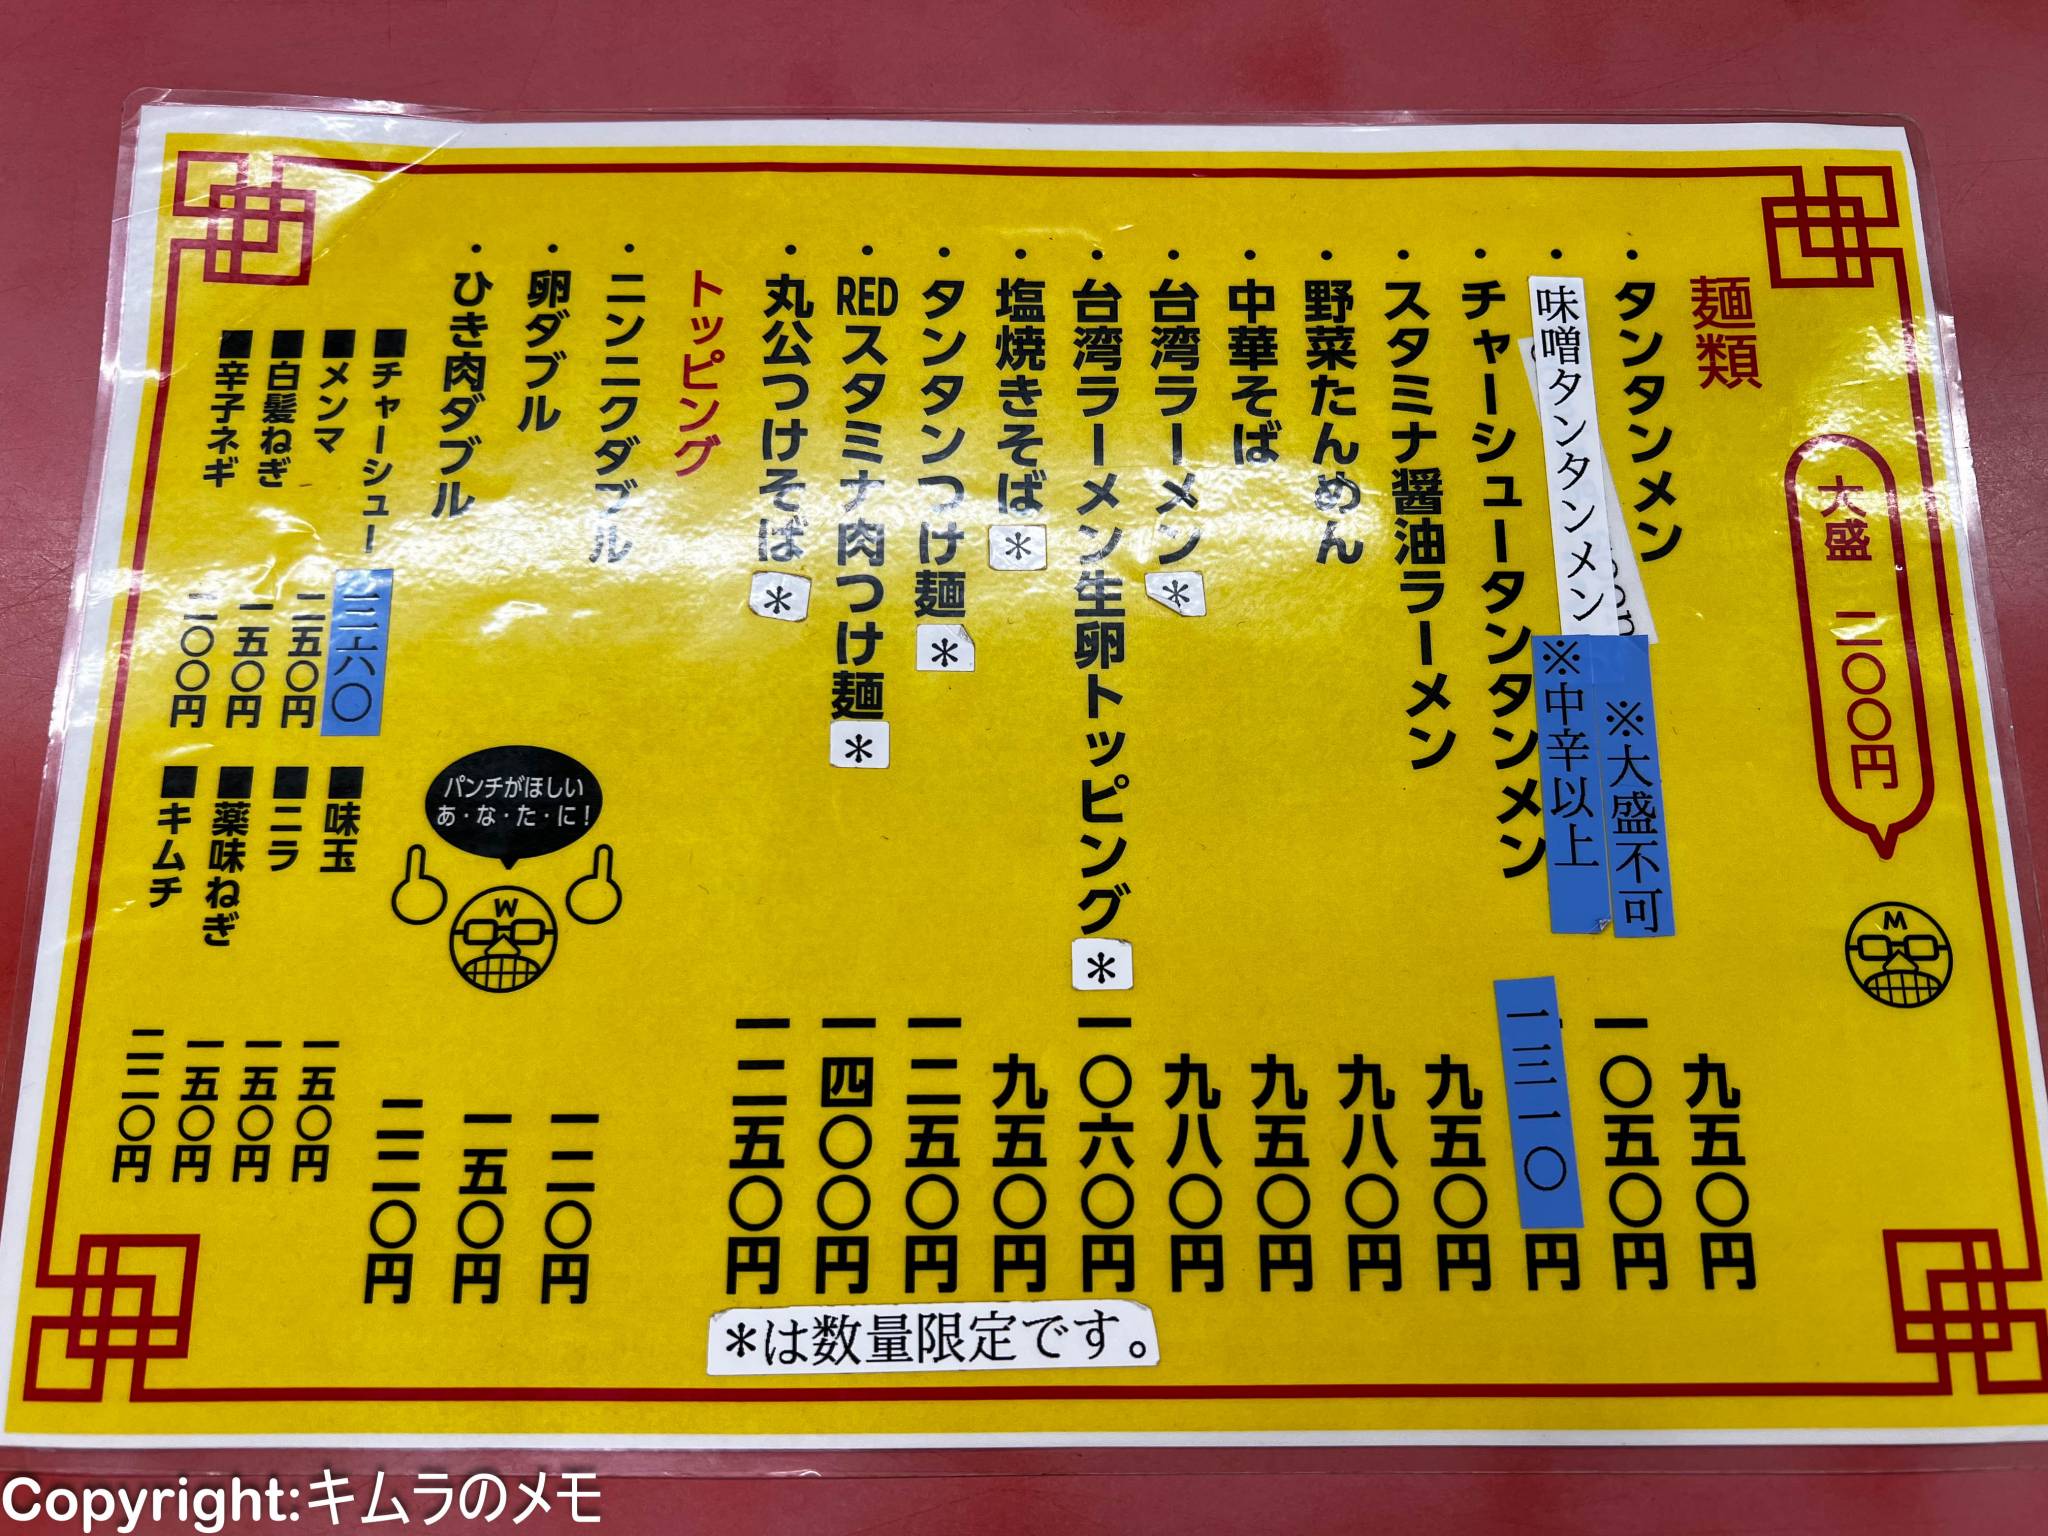 麺類
大盛 二〇〇円
・タンタンメン 九五〇円
・味噌タンタンメン 一〇五〇円
※大盛不可
※中辛以上
・チャーシュータンタンメン 一三一〇円
・スタミナ醤油ラーメン 九五〇円
・野菜たんめん 九八〇円
・中華そば 九五〇円
・台湾ラーメン* 九八〇円
・台湾ラーメン生卵トッピング* 一〇六〇円
・塩焼きそば* 九五〇円
・タンタンつけ麺* 一二五〇円
・REDスタミナ肉つけ麺* 一四〇〇円
・丸公つけそば* 一二五〇円
トッピング
・ニンニクダブル 一二〇円
・卵ダブル 一五〇円
・ひき肉ダブル 二二〇円
■チャーシュー 三六〇
■メンマ 二五〇円
■白髪ねぎ 一五〇円
■辛子ネギ 二〇〇円
■味玉 一五〇円
■ニラ 一五〇円
■薬味ねぎ 一五〇円
■キムチ 二二〇円
パンチがほしい
あ・な・た・に！
W
M
*は数量限定です。
Copyright:キムラのメモ